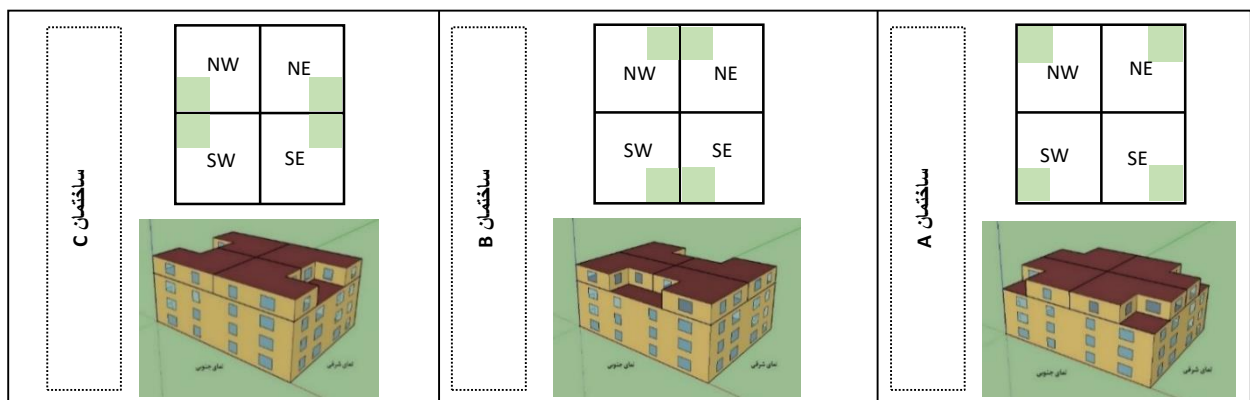 ساختمان A
NW NE
SW SE
نمای جنوبی
نمای شرقی
ساختمان B
NW NE
SW SE
نمای جنوبی
نمای شرقی
ساختمان C
NW NE
SW SE
نمای جنوبی
نمای شرقی